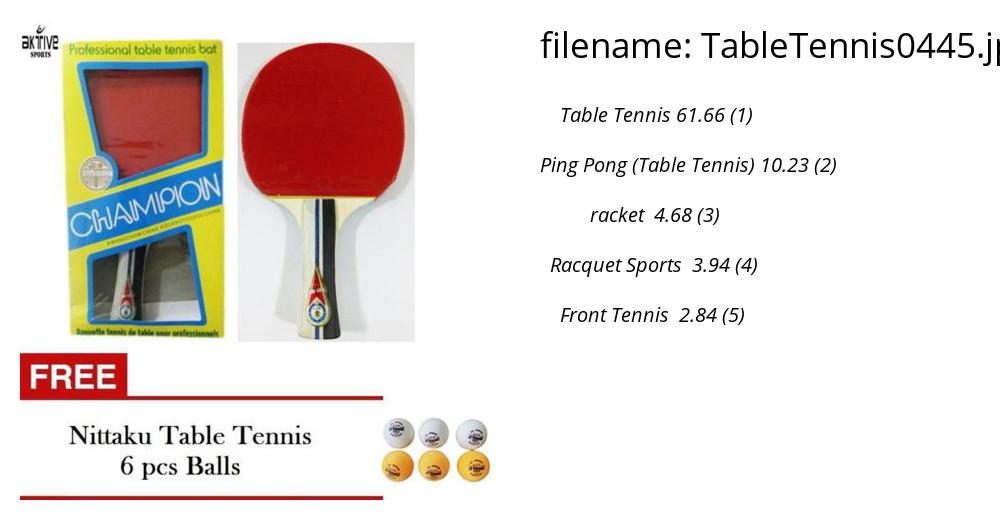 aktive
SPORTS
Professional table tennis bat
CHAMPION
Raquette tennis de table pour professionnels
FREE
Nittaku Table Tennis
6 pcs Balls
filename: TableTennis0445.jp
Table Tennis 61.66 (1)
Ping Pong (Table Tennis) 10.23 (2)
racket 4.68 (3)
Racquet Sports 3.94 (4)
Front Tennis 2.84 (5)